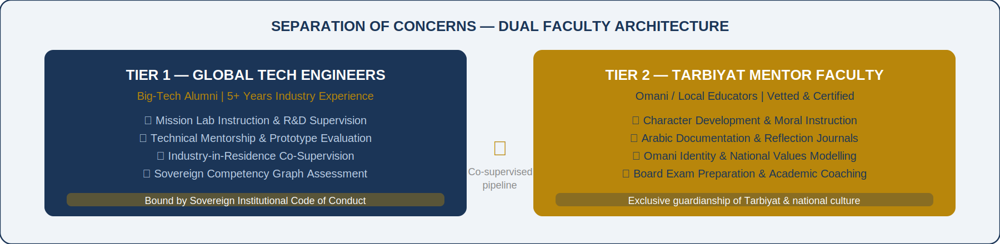 SEPARATION OF CONCERNS — DUAL FACULTY ARCHITECTURE
TIER 1 — GLOBAL TECH ENGINEERS
Big-Tech Alumni | 5+ Years Industry Experience
Mission Lab Instruction & R&D Supervision
Technical Mentorship & Prototype Evaluation
Industry-in-Residence Co-Supervision
Sovereign Competency Graph Assessment
Bound by Sovereign Institutional Code of Conduct
Co-supervised
pipeline
TIER 2 — TARBIYAT MENTOR FACULTY
Omani / Local Educators | Vetted & Certified
Character Development & Moral Instruction
Arabic Documentation & Reflection Journals
Omani Identity & National Values Modelling
Board Exam Preparation & Academic Coaching
Exclusive guardianship of Tarbiyat & national culture